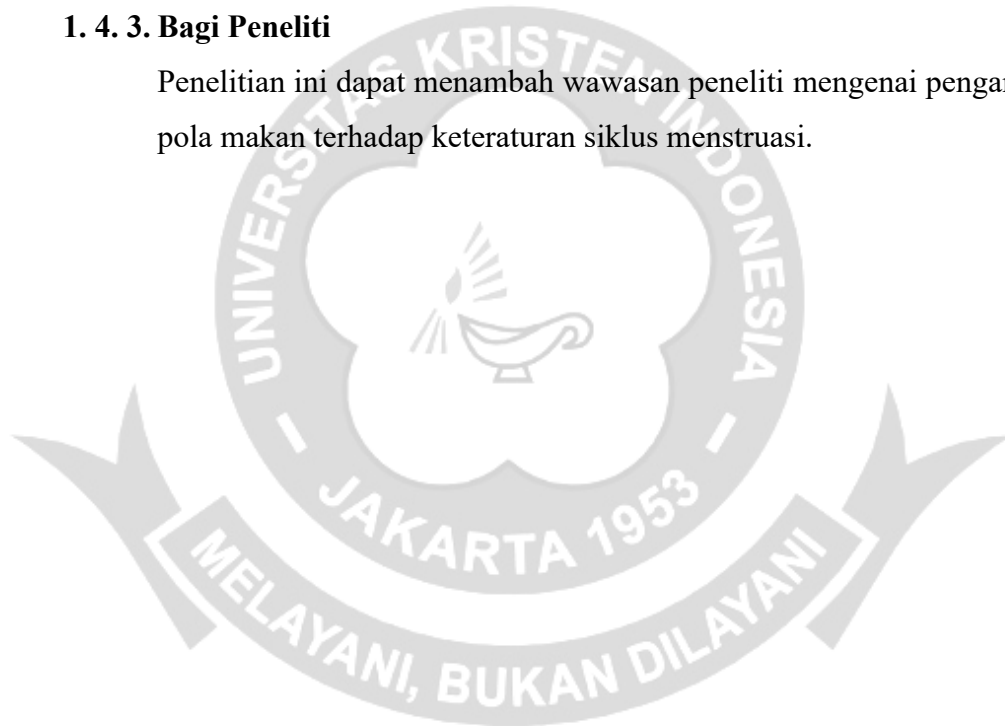 1. 4. 3. Bagi Peneliti
Penelitian ini dapat menambah wawasan peneliti mengenai
pola makan terhadap keteraturan siklus menstruasi.
UNIVERSITAS KRISTEN INDONESIA
- JAKARTA 1953 -
MELAYANI, BUKAN DILAYANI